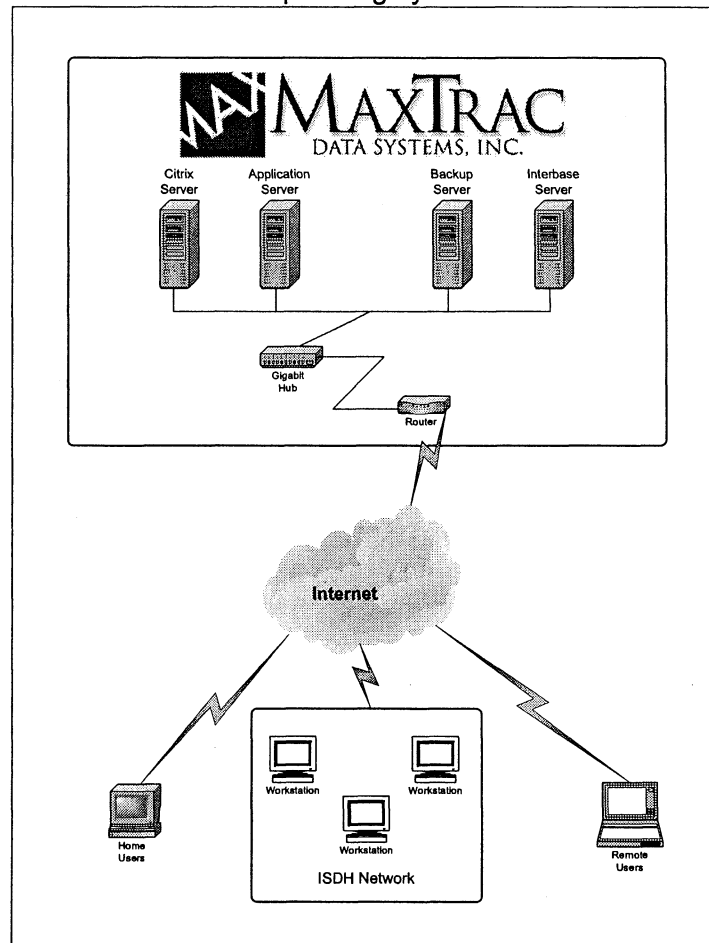 MAX
MAXTRAC
DATA SYSTEMS, INC.
Citrix Server
Application Server
Backup Server
Interbase Server
Gigabit Hub
Router
Internet
Workstation
Workstation
Workstation
ISDH Network
Home Users
Remote Users